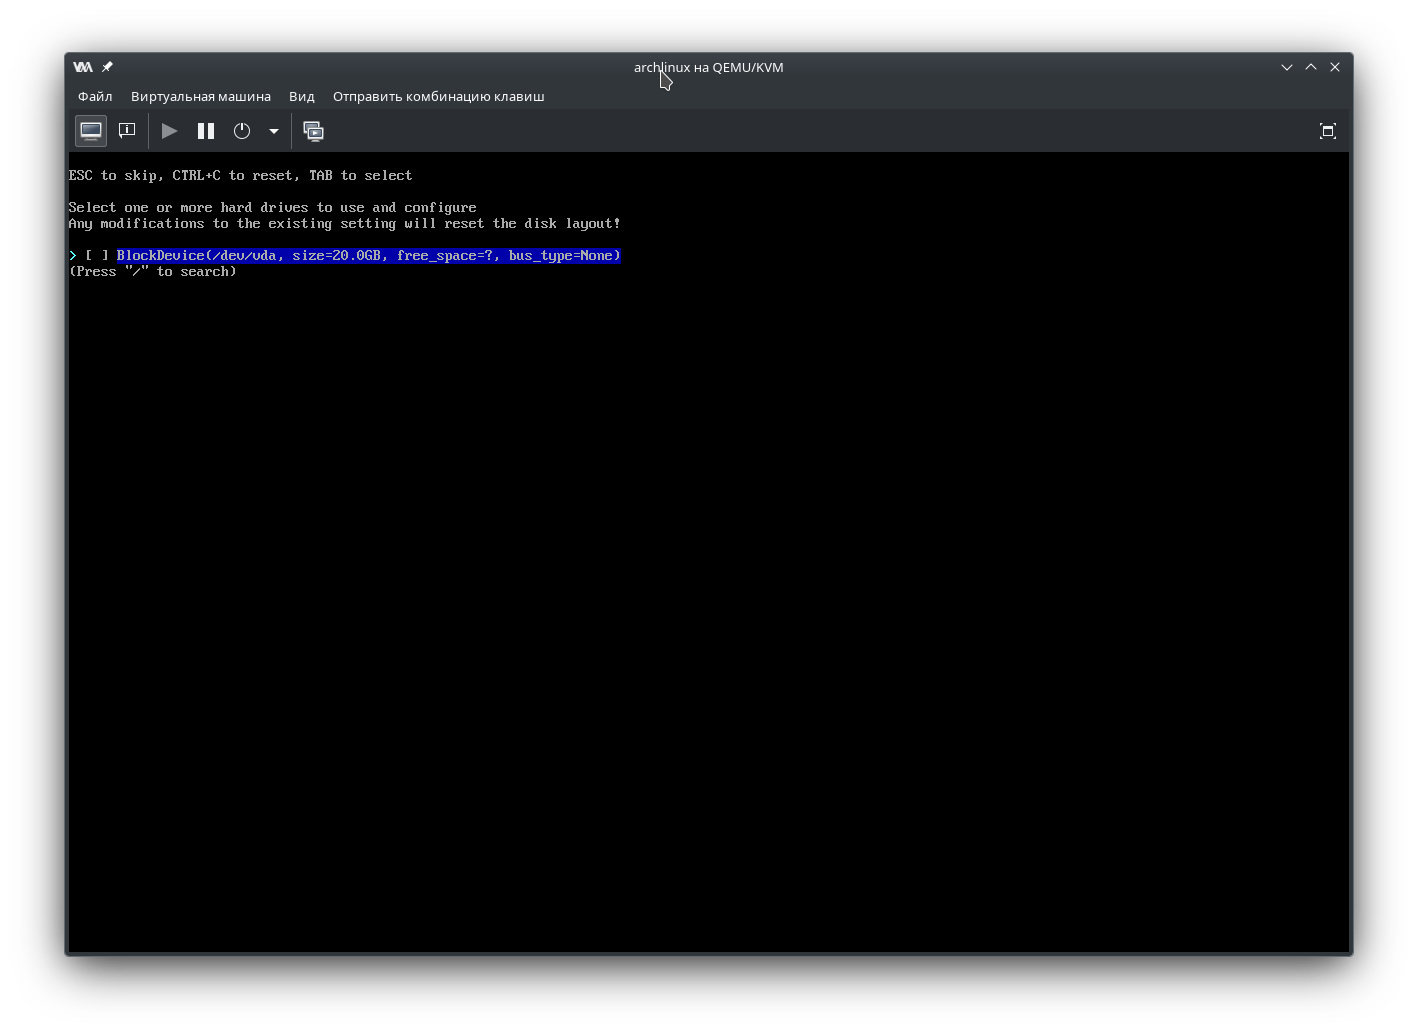 archlinux на QEMU/KVM
Файл Виртуальная машина Вид Отправить комбинацию клавиш
ESC to skip, CTRL+C to reset, TAB to select
Select one or more hard drives to use and configure
Any modifications to the existing setting will reset the disk layout!
> [ ] BlockDevice(/dev/vda, size=20.0GB, free_space=?, bus_type=None)
(Press "/" to search)